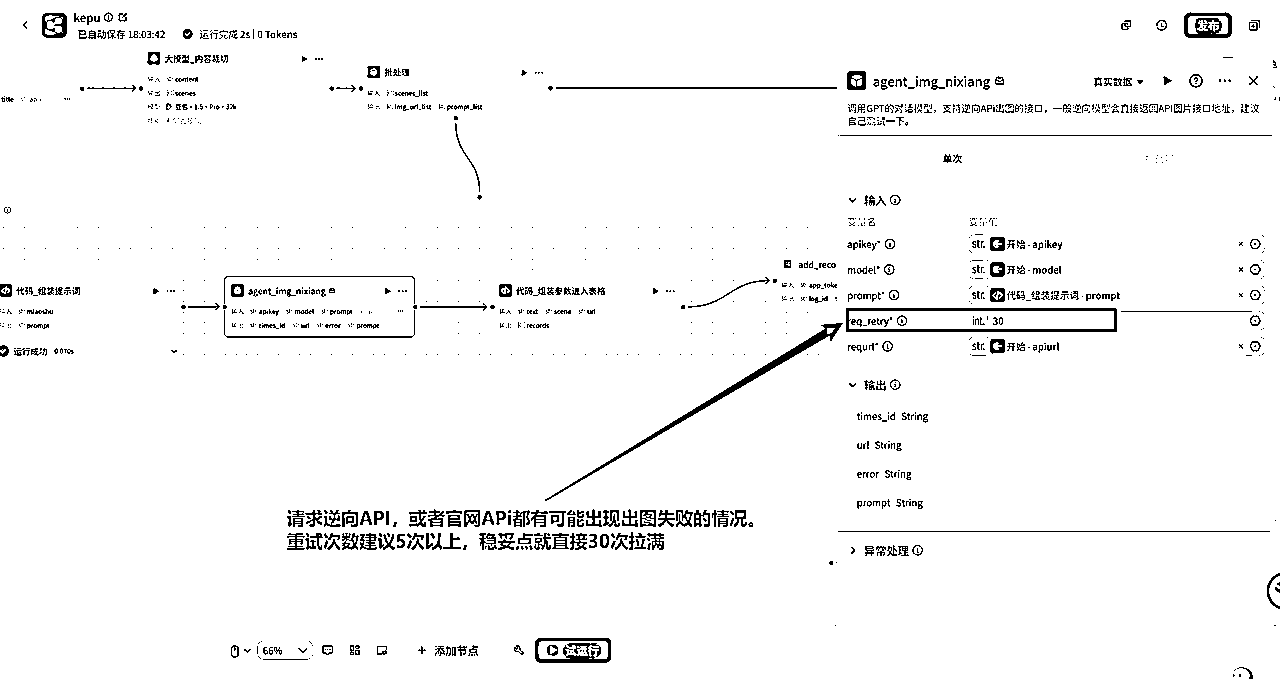 kepu
已自动保存 18:03:42 运行完成 2s | 0 Tokens
发布
大模型_内容裁切
content
scenes
豆包·1.5·Pro·32k
title
批处理
scenes_list
img_url_list prompt_list
代码_组装提示词
miaoshu
prompt
运行成功
agent_img_nixiang
apikey model prompt
times_id url error prompt
代码_组装参数进入表格
text scene url
records
add_reco
app_toke
log_id
agent_img_nixiang
真实数据
调用GPT的对话模型，支持逆向APi出图的接口，一般逆向模型会直接返回API图片接口地址，建议
自己测试一下。
单次
输入
变量名 变量值
apikey* str. 开始 - apikey
model* str. 开始 - model
prompt* str. 代码_组装提示词 - prompt
req_retry* int. 30
requrl* str. 开始 - apiurl
输出
times_id String
url String
error String
prompt String
异常处理
请求逆向API，或者官网APi都有可能出现出图失败的情况。
重试次数建议5次以上，稳妥点就直接30次拉满
66% 添加节点 试运行